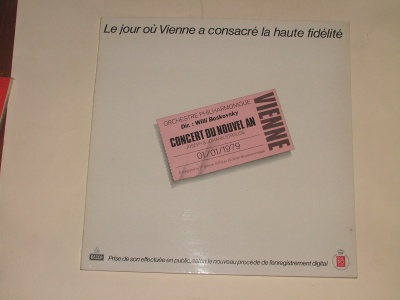 Le jour où Vienne a consacré la haute fidélité
ORCHESTRE PHILHARMONIQUE
Dir. : Willi Boskovsky
CONCERT DU NOUVEL AN
01/01/1979
VIENNE
DECCA
Prise de son effectuée en public, selon le nouveau procédé de l'enregistrement digital